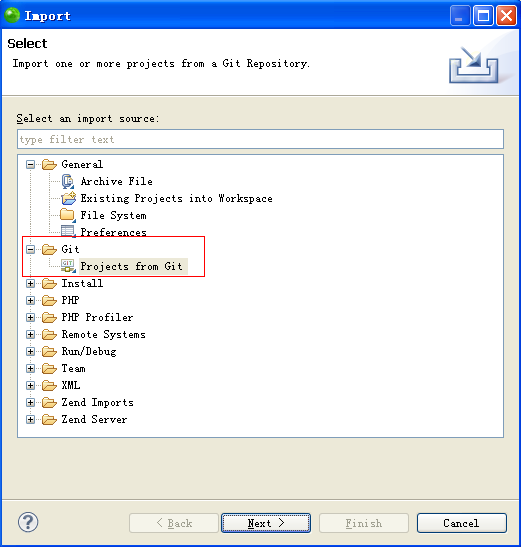 Import
Select
Import one or more projects from a Git Repository.
Select an import source:
type filter text
General
Archive File
Existing Projects into Workspace
File System
Preferences
Git
Projects from Git
Install
PHP
PHP Profiler
Remote Systems
Run/Debug
Team
XML
Zend Imports
Zend Server
< Back
Next >
Finish
Cancel